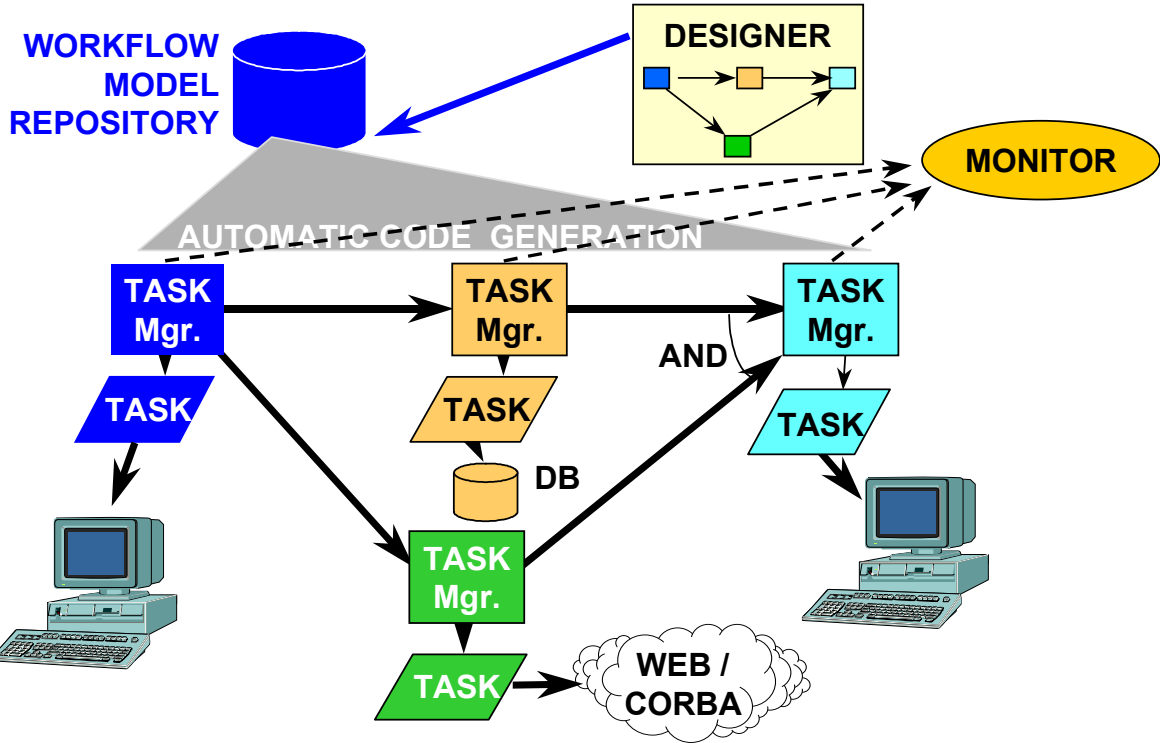 WORKFLOW
MODEL
REPOSITORY
DESIGNER
MONITOR
AUTOMATIC CODE  GENERATION
TASK
Mgr.
TASK
Mgr.
TASK
Mgr.
AND
TASK
TASK
TASK
DB
TASK
Mgr.
TASK
WEB /
CORBA